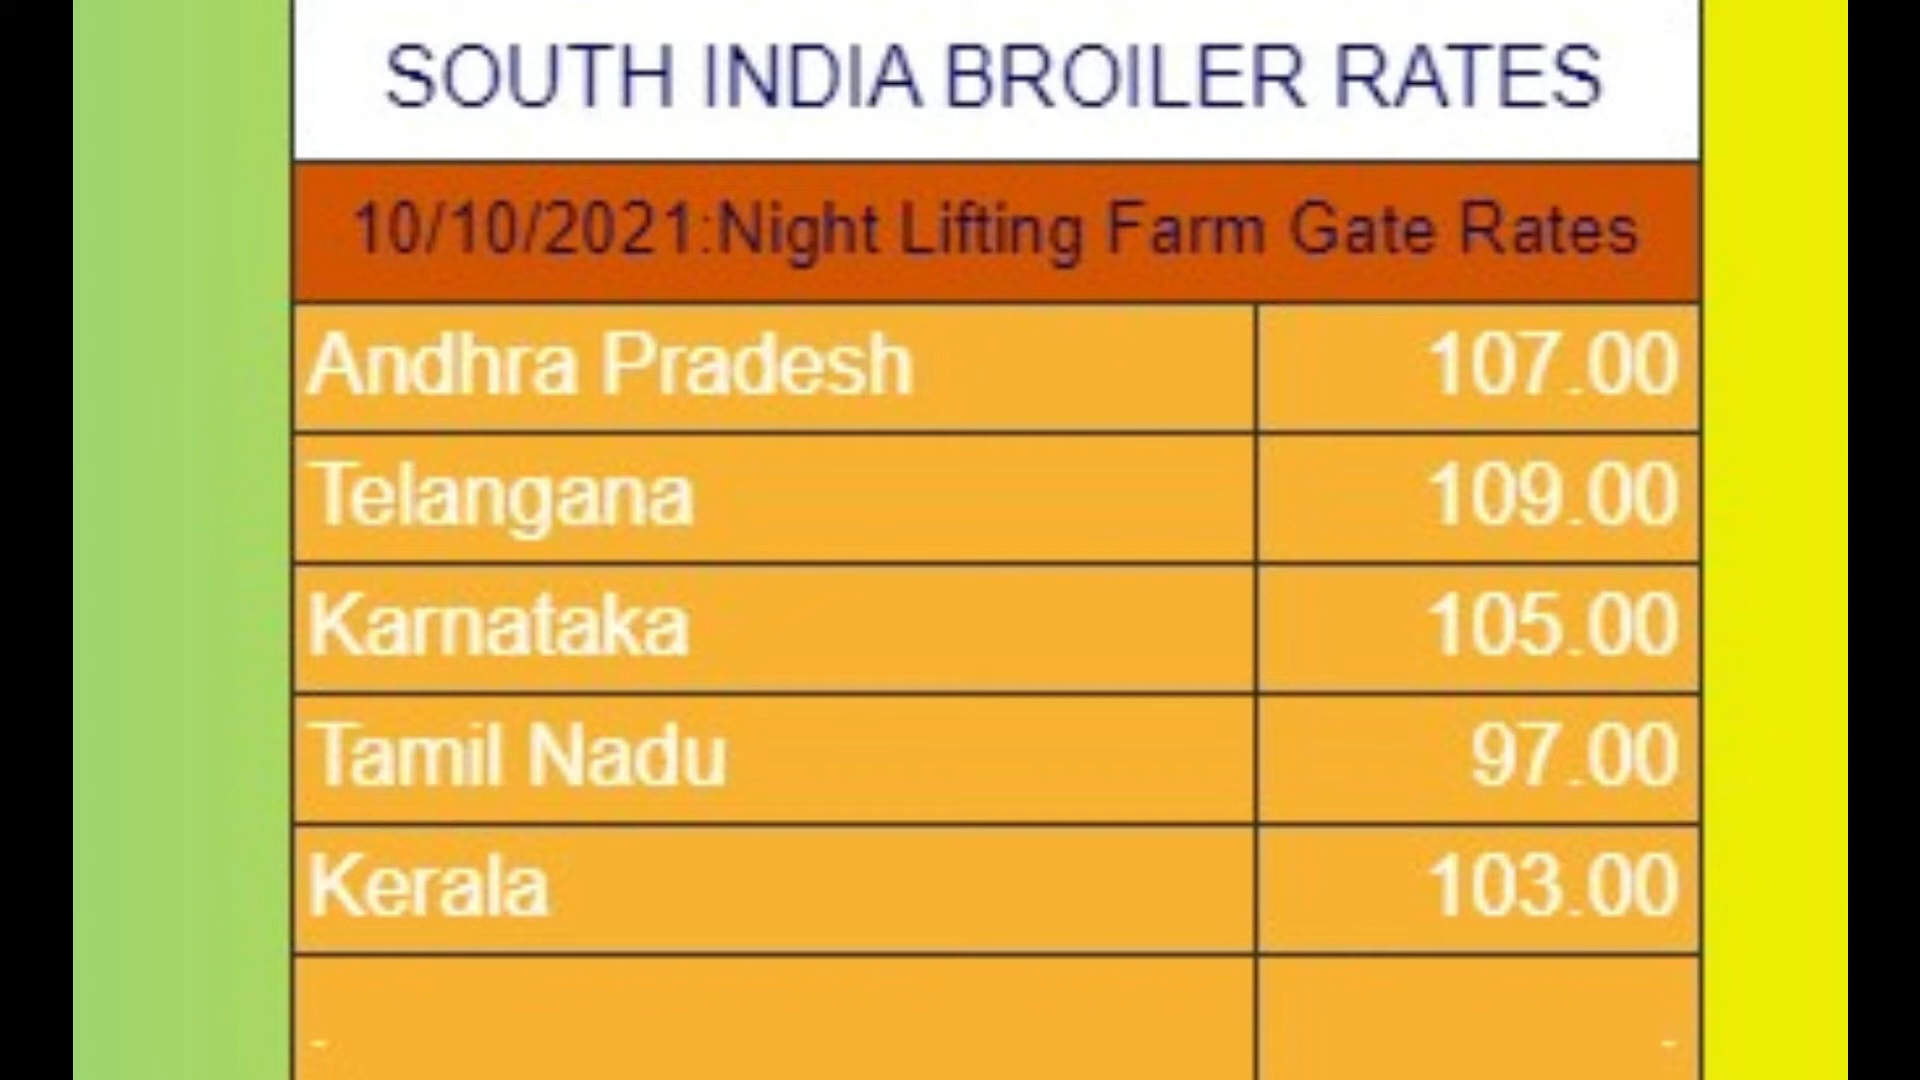 SOUTH INDIA BROILER RATES
10/10/2021:Night Lifting Farm Gate Rates
Andhra Pradesh 107.00
Telangana 109.00
Karnataka 105.00
Tamil Nadu 97.00
Kerala 103.00
- -